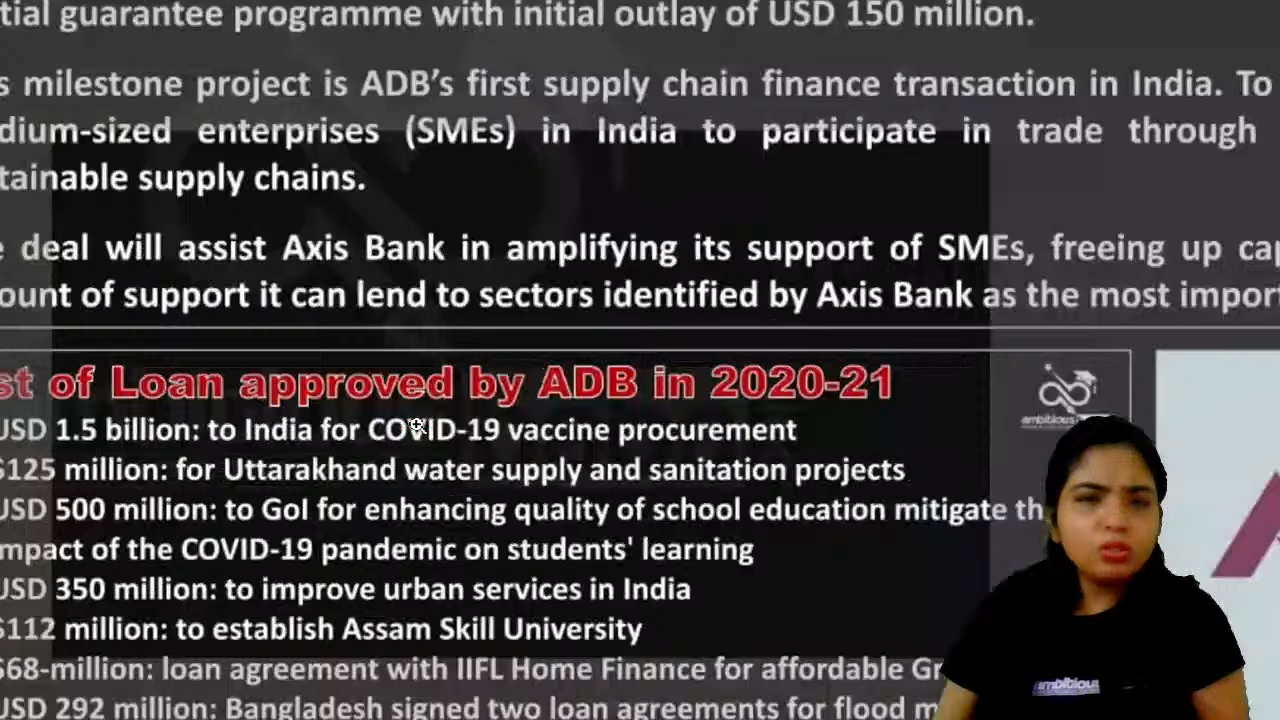 tial guarantee programme with initial outlay of USD 150 million.
s milestone project is ADB's first supply chain finance transaction in India. To
dium-sized enterprises (SMEs) in India to participate in trade through
tainable supply chains.
e deal will assist Axis Bank in amplifying its support of SMEs, freeing up cap
ount of support it can lend to sectors identified by Axis Bank as the most import
st of Loan approved by ADB in 2020-21
USD 1.5 billion: to India for COVID-19 vaccine procurement
$125 million: for Uttarakhand water supply and sanitation projects
USD 500 million: to GoI for enhancing quality of school education mitigate th
mpact of the COVID-19 pandemic on students' learning
USD 350 million: to improve urban services in India
$112 million: to establish Assam Skill University
$68-million: loan agreement with IIFL Home Finance for affordable Gr
USD 292 million: Bangladesh signed two loan agreements for flood m
ambitious
ambitious